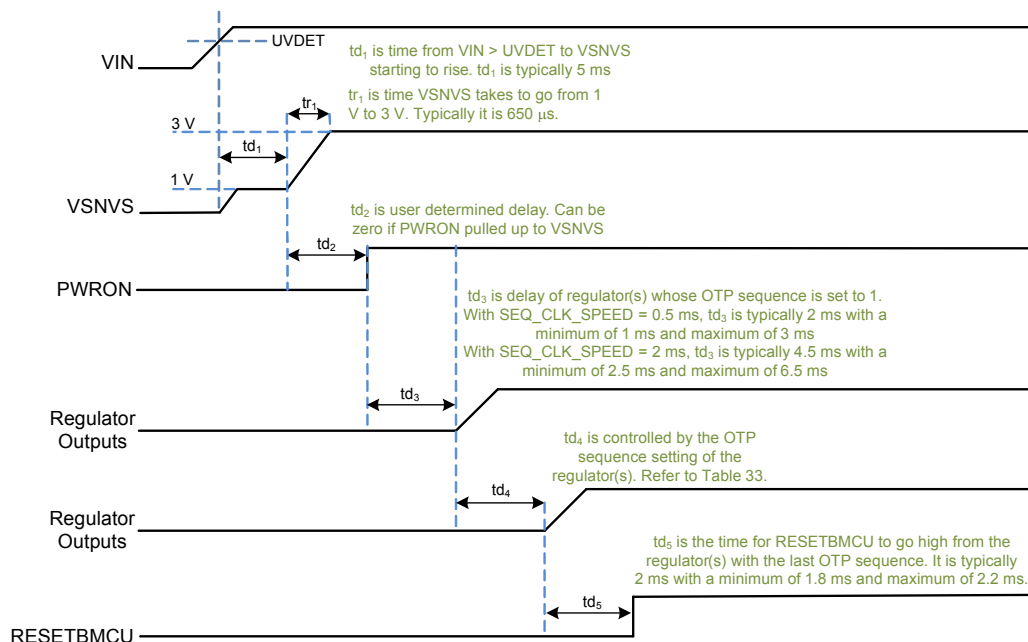 UVDET
VIN
td1 is time from VIN > UVDET to VSNVS
starting to rise. td1 is typically 5 ms
tr1
tr1 is time VSNVS takes to go from 1
V to 3 V. Typically it is 650 μs.
3 V
td1
1 V
VSNVS
td2 is user determined delay. Can be
zero if PWRON pulled up to VSNVS
td2
PWRON
td3 is delay of regulator(s) whose OTP sequence is set to 1.
With SEQ_CLK_SPEED = 0.5 ms, td3 is typically 2 ms with a
minimum of 1 ms and maximum of 3 ms
With SEQ_CLK_SPEED = 2 ms, td3 is typically 4.5 ms with a
minimum of 2.5 ms and maximum of 6.5 ms
td3
Regulator
Outputs
td4 is controlled by the OTP
sequence setting of the
regulator(s). Refer to Table 33.
td4
Regulator
Outputs
td5 is the time for RESETBMCU to go high from the
regulator(s) with the last OTP sequence. It is typically
2 ms with a minimum of 1.8 ms and maximum of 2.2 ms.
td5
RESETBMCU